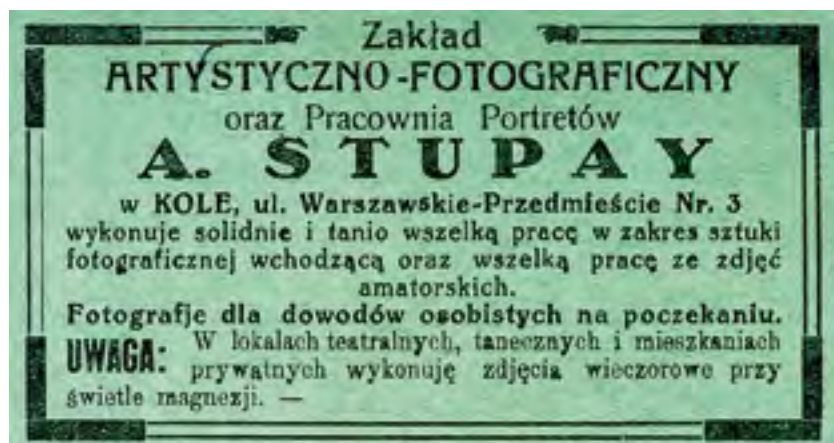 Zakład
ARTYSTYCZNO-FOTOGRAFICZNY
oraz Pracownia Portretów
A. STUPAY
w KOLE, ul. Warszawskie-Przedmieście Nr. 3
wykonuje solidnie i tanio wszelką pracę w zakres sztuki
fotograficznej wchodzącą oraz wszelką pracę ze zdjęć
amatorskich.
Fotografje dla dowodów osobistych na poczekaniu.
UWAGA: W lokalach teatralnych, tanecznych i mieszkaniach
prywatnych wykonuję zdjęcia wieczorowe przy
świetle magnezji. —